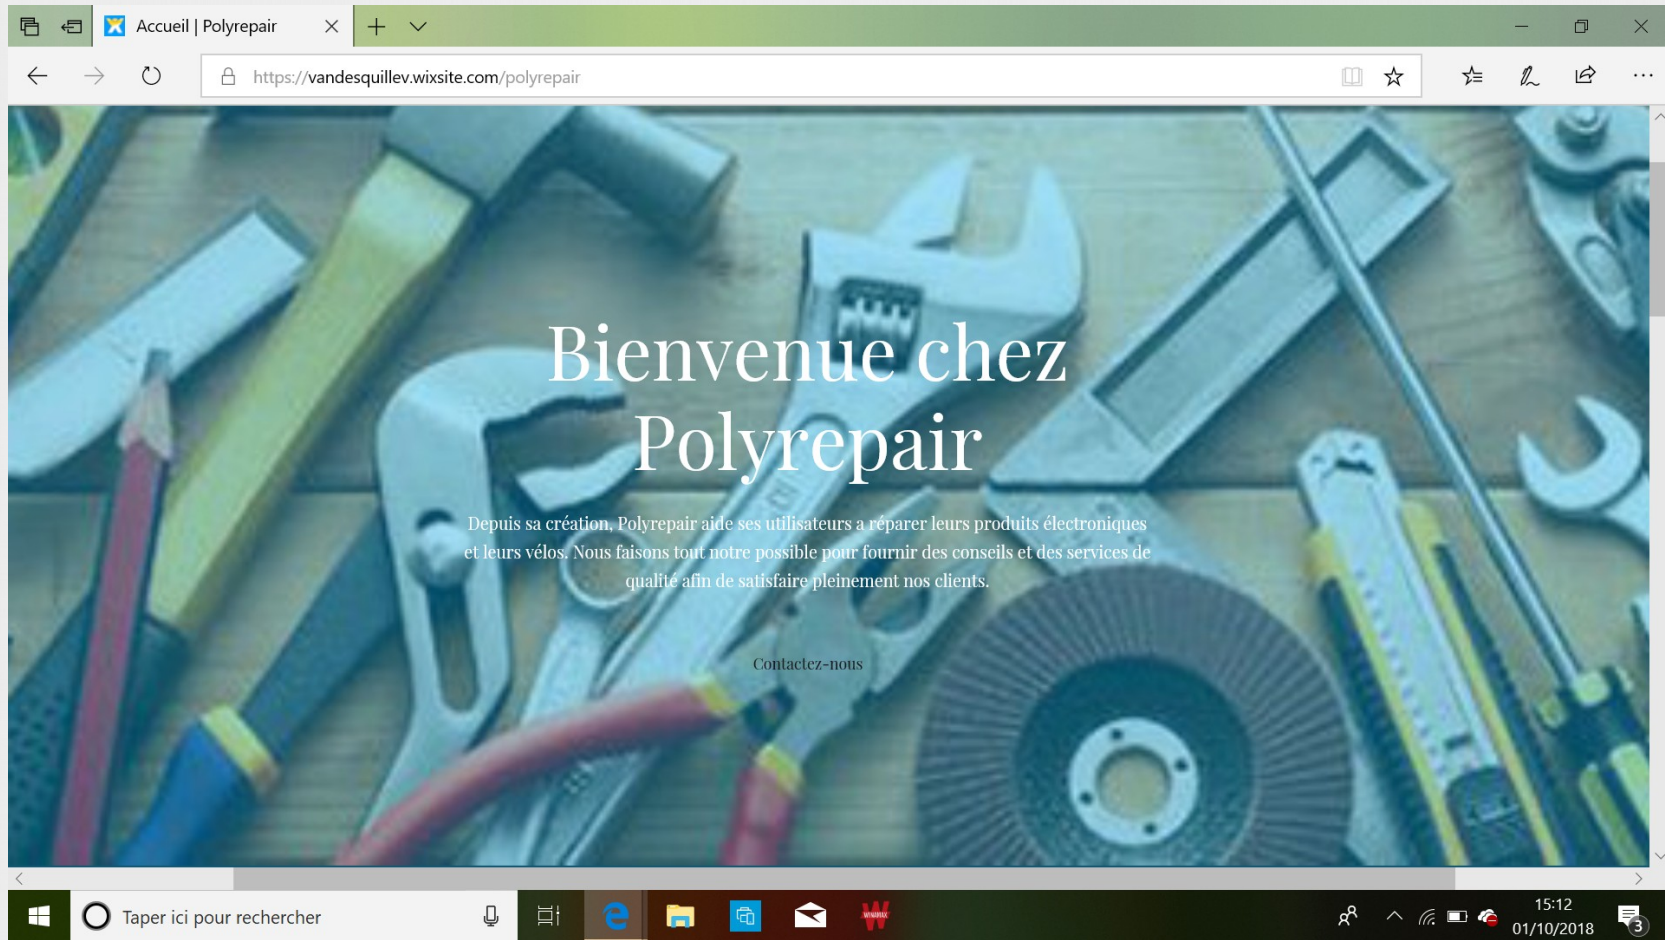 Accueil | Polyrepair
https://vandesquillev.wixsite.com/polyrepair
Bienvenue chez
Polyrepair
Depuis sa création, Polyrepair aide ses utilisateurs a réparer leurs produits électroniques
et leurs vélos. Nous faisons tout notre possible pour fournir des conseils et des services de
qualité afin de satisfaire pleinement nos clients.
Contactez-nous
Taper ici pour rechercher
WINAMAX
15:12
01/10/2018
3